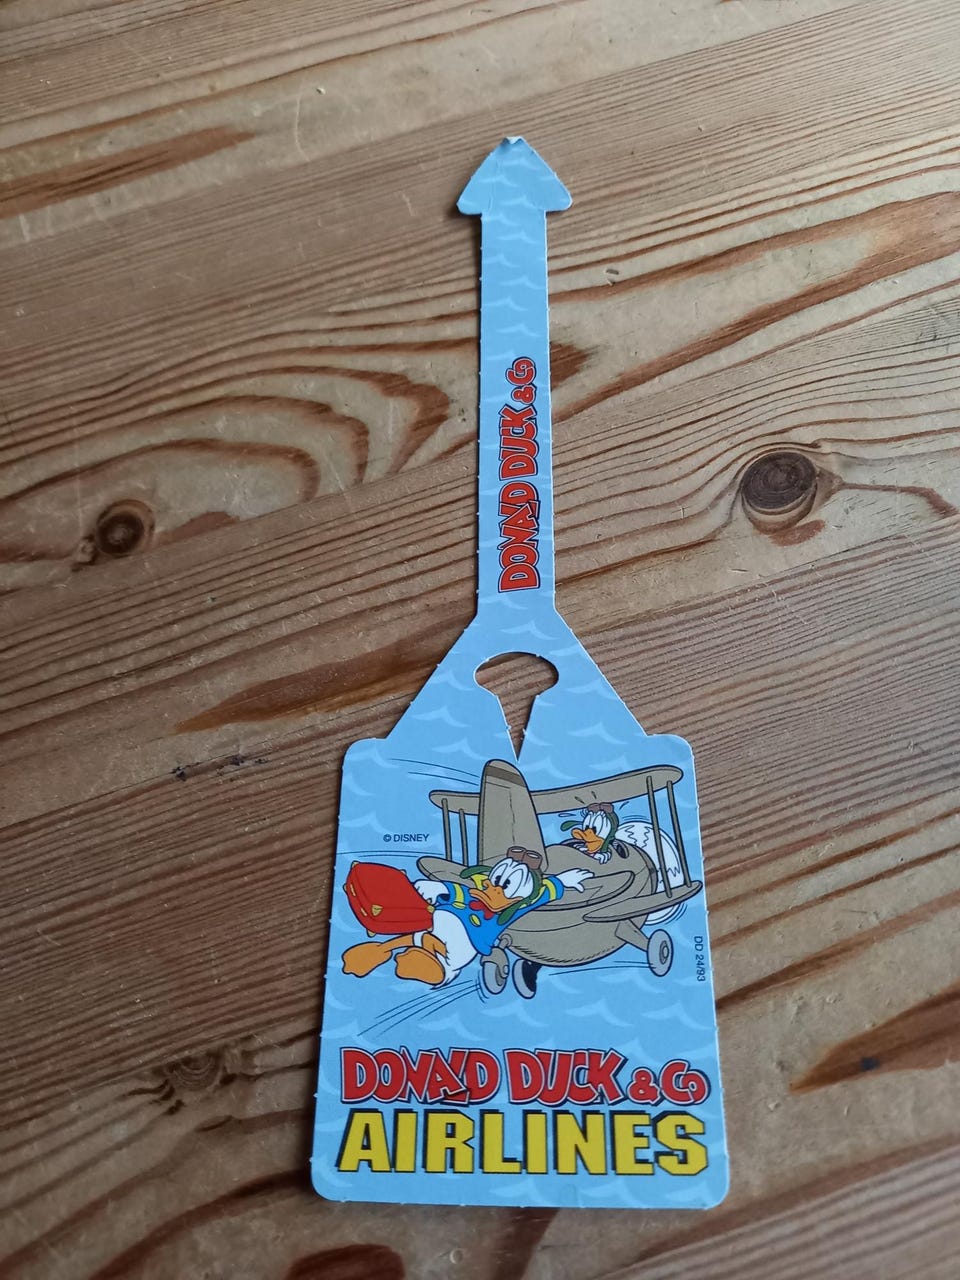 DONALD DUCK & Co
© DISNEY
DD 24/93
DONALD DUCK & Co
AIRLINES